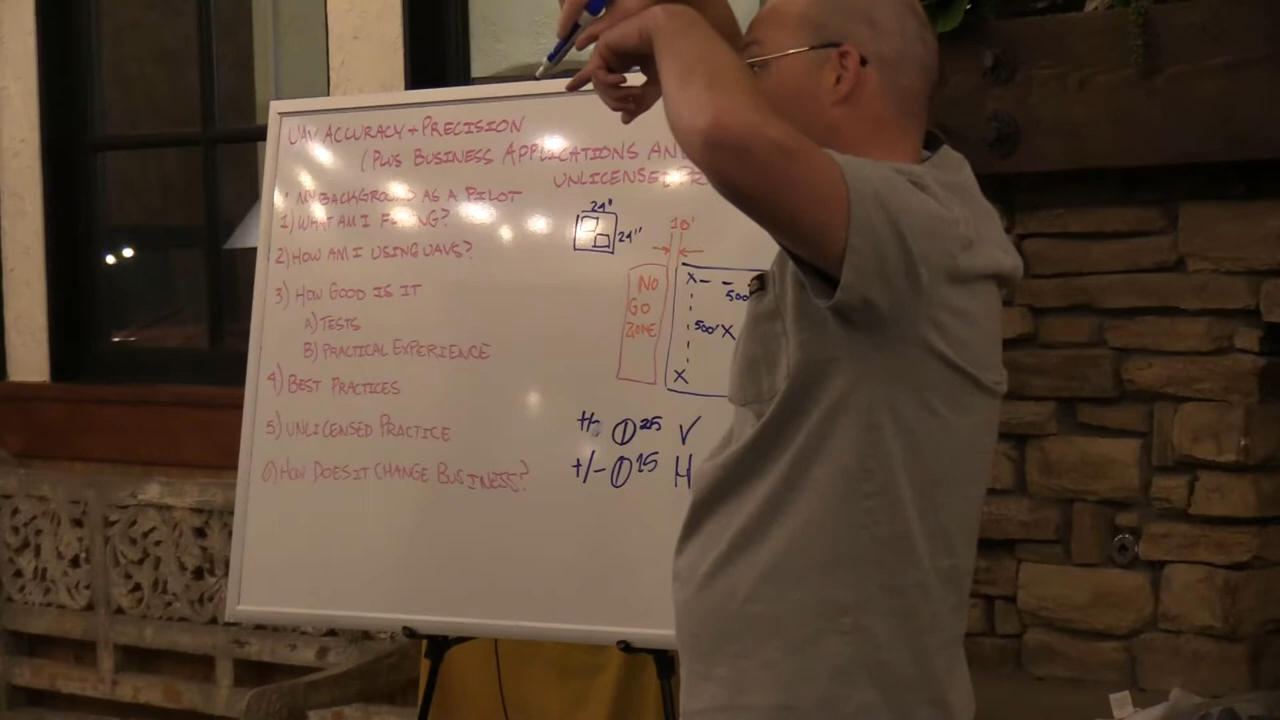 UAV ACCURACY + PRECISION
(PLUS BUSINESS APPLICATIONS AND
UNLICENSED PR
MY BACKGROUND AS A PILOT
1) WHAT AM I FLYING?
2) HOW AM I USING UAVS?
3) HOW GOOD IS IT
A) TESTS
B) PRACTICAL EXPERIENCE
4) BEST PRACTICES
5) UNLICENSED PRACTICE
6) HOW DOES IT CHANGE BUSINESS?
24"
24"
10'
NO
GO
ZONE
X
500
500' X
X
+/- 0 25 V
+/- 0 15 H